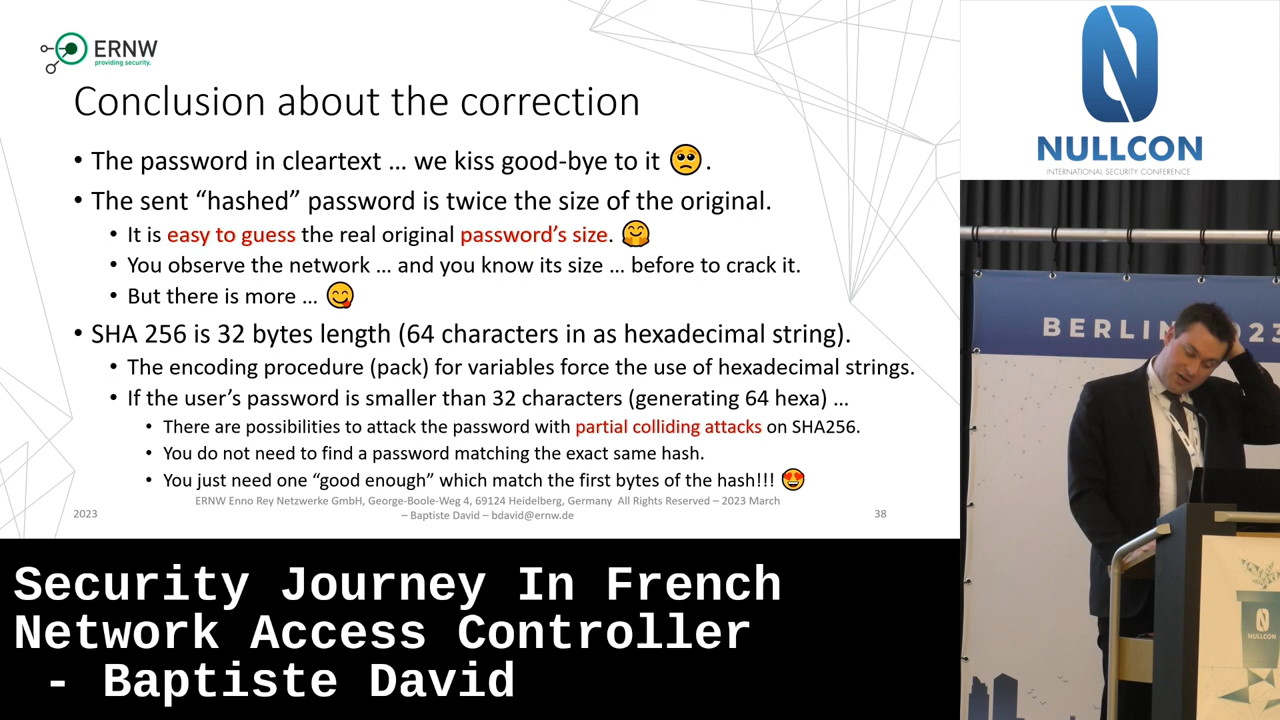 ERNW
providing security.
Conclusion about the correction
• The password in cleartext … we kiss good-bye to it 🥺.
• The sent “hashed” password is twice the size of the original.
• It is easy to guess the real original password’s size. 🤗
• You observe the network … and you know its size … before to crack it.
• But there is more … 😋
• SHA 256 is 32 bytes length (64 characters in as hexadecimal string).
• The encoding procedure (pack) for variables force the use of hexadecimal strings.
• If the user’s password is smaller than 32 characters (generating 64 hexa) …
• There are possibilities to attack the password with partial colliding attacks on SHA256.
• You do not need to find a password matching the exact same hash.
• You just need one “good enough” which match the first bytes of the hash!!! 😍
ERNW Enno Rey Netzwerke GmbH, George-Boole-Weg 4, 69124 Heidelberg, Germany All Rights Reserved – 2023 March
– Baptiste David – bdavid@ernw.de
2023
38
NULLCON
INTERNATIONAL SECURITY CONFERENCE
BERLIN 2023
NULLCON
Security Journey In French
Network Access Controller
- Baptiste David